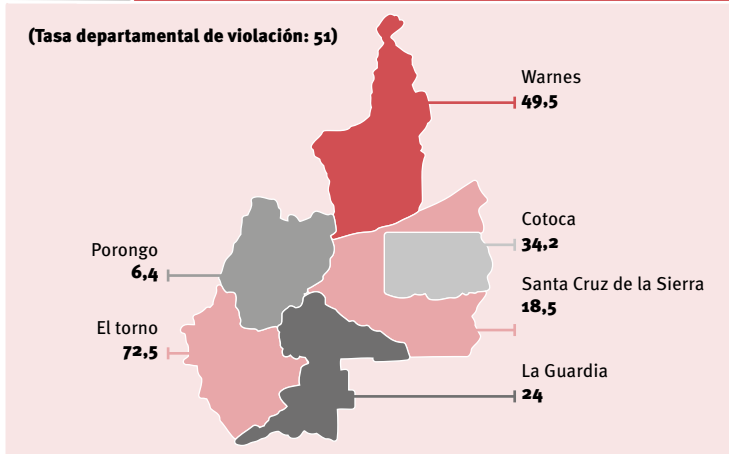 (Tasa departamental de violación: 51)
Warnes
49,5
Cotoca
34,2
Porongo
6,4
Santa Cruz de la Sierra
18,5
El torno
72,5
La Guardia
24